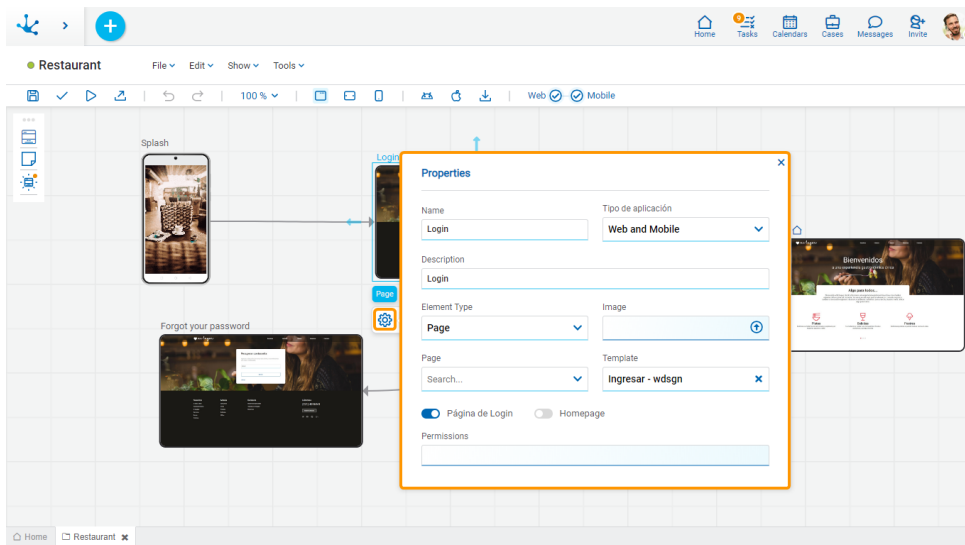 9
Home
Tasks
Calendars
Cases
Messages
Invite
Restaurant
File
Edit
Show
Tools
100 %
Web
Mobile
Splash
Login
Page
Forgot your password
Properties
Name
Login
Tipo de aplicación
Web and Mobile
Description
Login
Element Type
Page
Image
Page
Search...
Template
Ingresar - wdsgn
Página de Login
Homepage
Permissions
Bienvenidos
Home
Restaurant